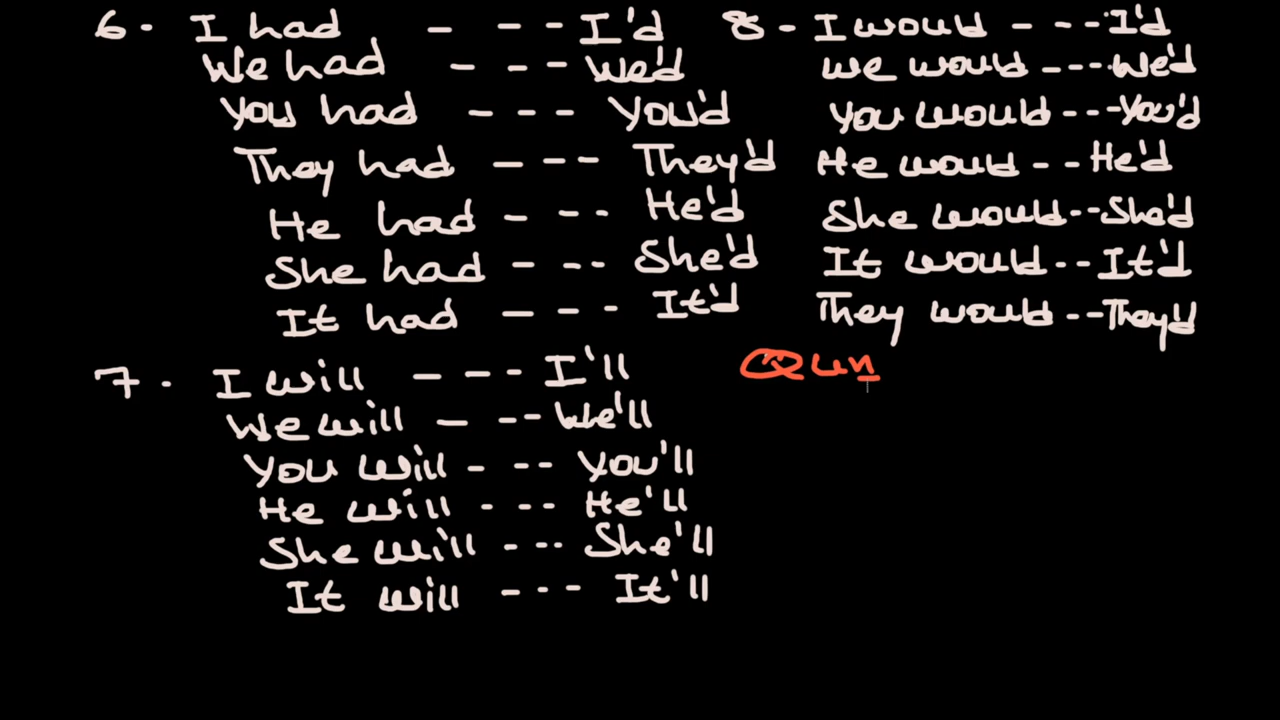 6. I had - - - I'd
We had - - - We'd
You had - - - You'd
They had - - - They'd
He had - - - He'd
She had - - - She'd
It had - - - It'd
7. I will - - - I'll
We will - - - We'll
You will - - - You'll
He will - - - He'll
She will - - - She'll
It will - - - It'll
8 - I would - - - I'd
We would - - - We'd
You would - - - You'd
He would - - He'd
She would - - She'd
It would - - It'd
They would - - They'd